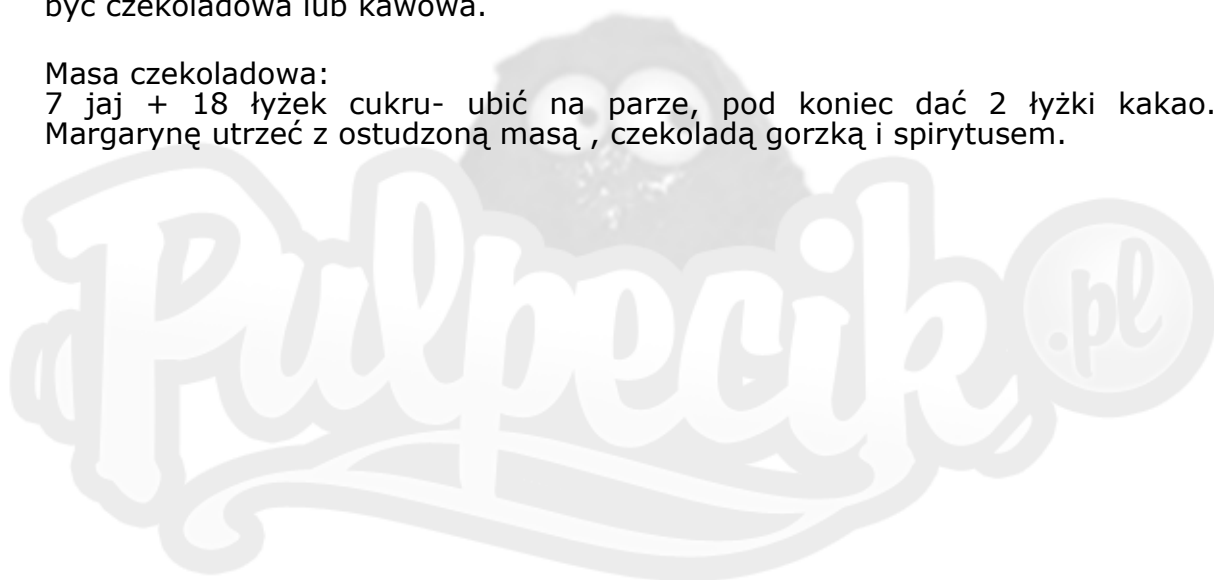 być czekoladowa lub kawowa.
Masa czekoladowa:
7 jaj + 18 łyżek cukru- ubić na parze, pod koniec dać 2 łyżki kakao.
Margarynę utrzeć z ostudzoną masą , czekoladą gorzką i spirytusem.
Pulpecik.pl